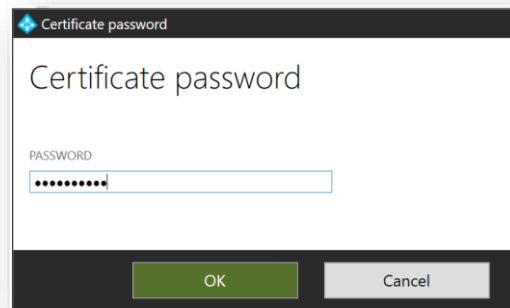 Certificate password
Certificate password
PASSWORD
••••••••••
OK
Cancel